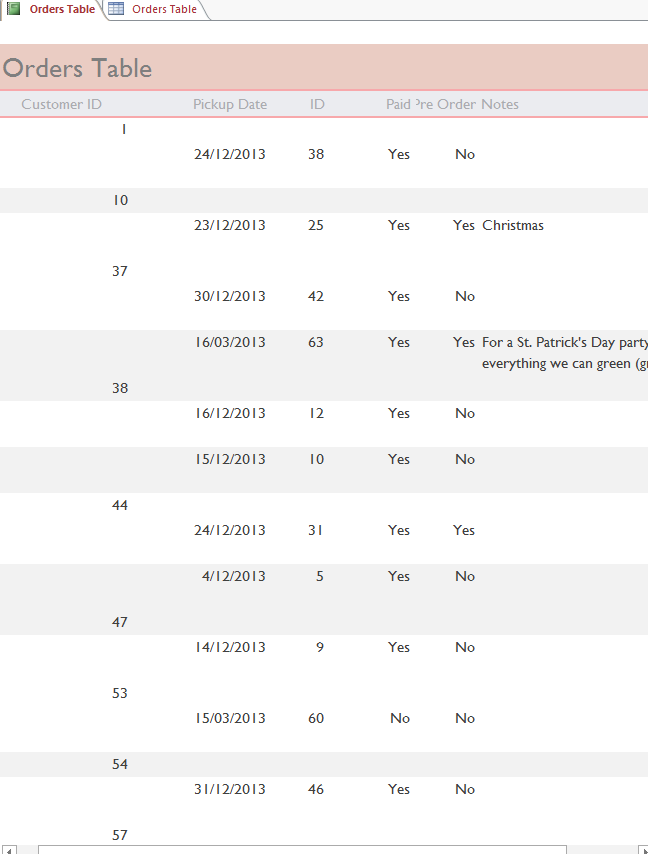 Orders Table Orders Table
Orders Table
Customer ID Pickup Date ID Paid Pre Order Notes
1
24/12/2013 38 Yes No
10
23/12/2013 25 Yes Yes Christmas
37
30/12/2013 42 Yes No
16/03/2013 63 Yes Yes For a St. Patrick's Day party
everything we can green
38
16/12/2013 12 Yes No
15/12/2013 10 Yes No
44
24/12/2013 31 Yes Yes
4/12/2013 5 Yes No
47
14/12/2013 9 Yes No
53
15/03/2013 60 No No
54
31/12/2013 46 Yes No
57